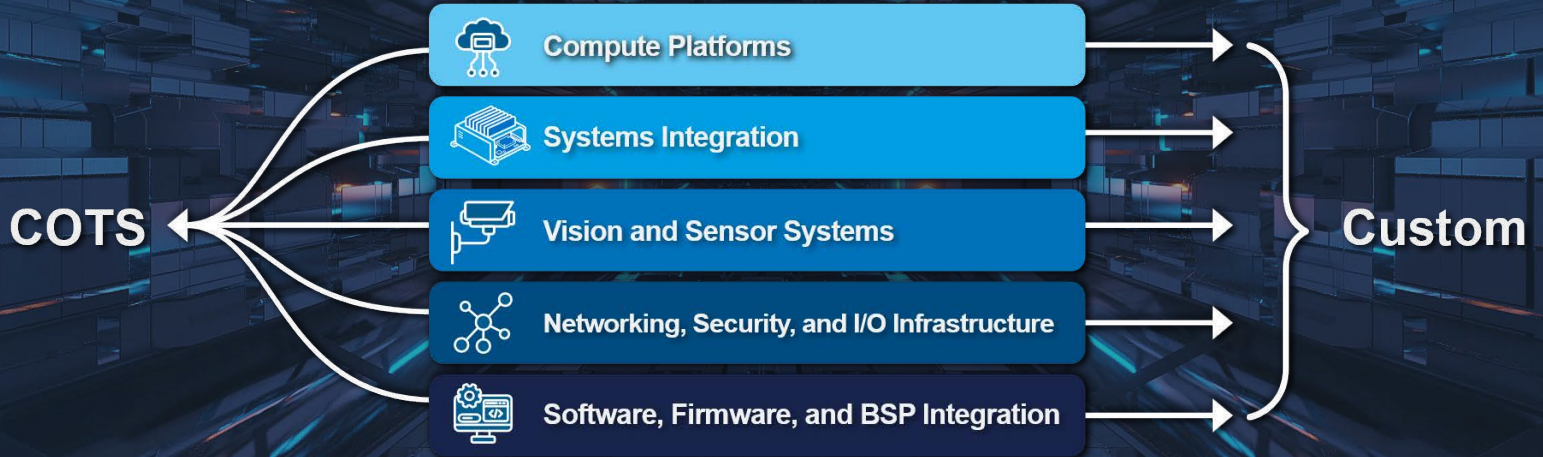 COTS
Compute Platforms
Systems Integration
Vision and Sensor Systems
Networking, Security, and I/O Infrastructure
Software, Firmware, and BSP Integration
Custom